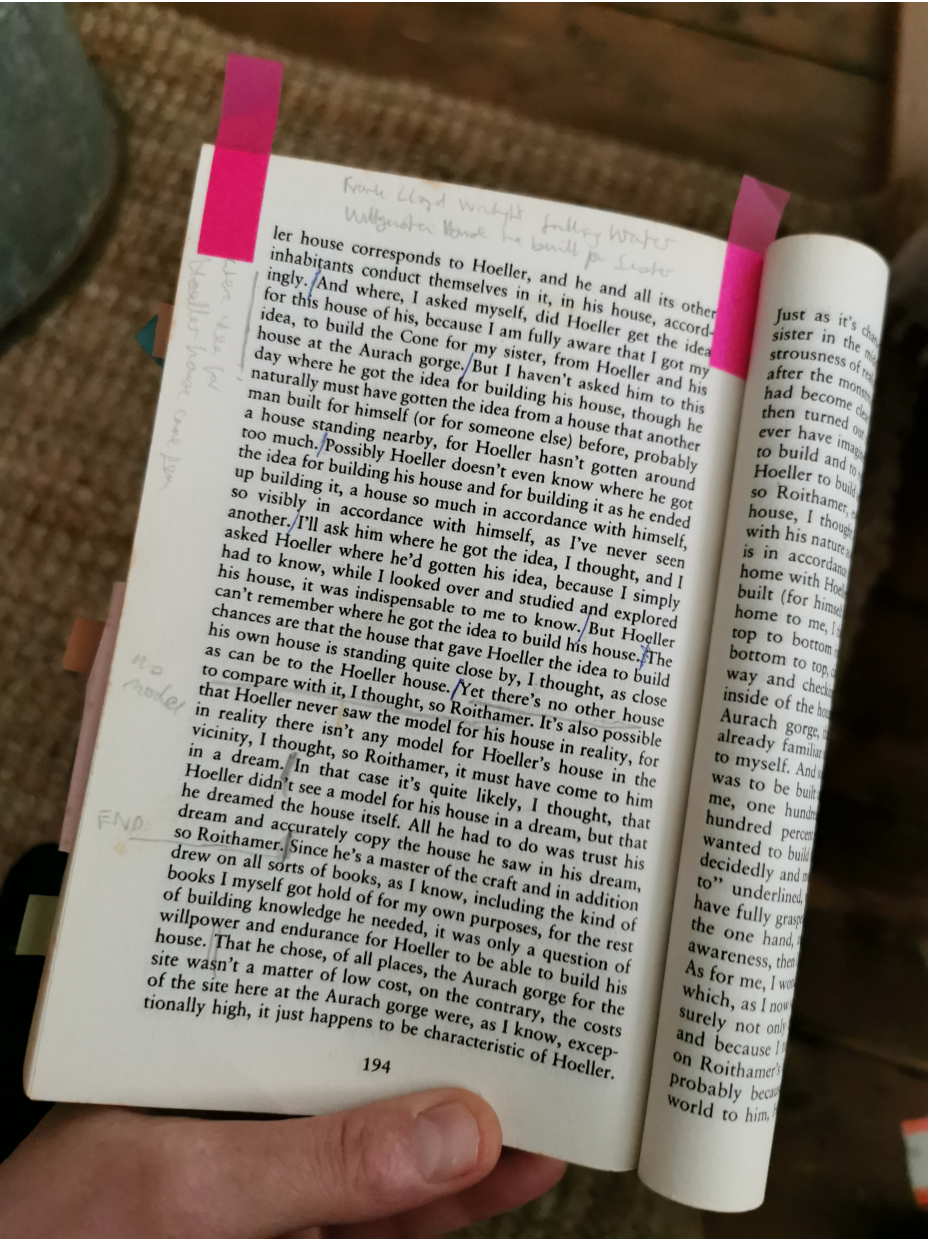 Frank Lloyd Wright Falling Water
Wittgenstein House he built for Sister
ler house corresponds to Hoeller, and he and all its other
inhabitants conduct themselves in it, in his house, accord-
ingly. And where, I asked myself, did Hoeller get the idea
for this house of his, because I am fully aware that I got my
idea, to build the Cone for my sister, from Hoeller and his
house at the Aurach gorge. But I haven't asked him to this
day where he got the idea for building his house, though he
naturally must have gotten the idea from a house that another
man built for himself (or for someone else) before, probably
a house standing nearby, for Hoeller hasn't gotten around
too much. Possibly Hoeller doesn't even know where he got
the idea for building his house and for building it as he ended
up building it, a house so much in accordance with himself,
so visibly in accordance with himself, as I've never seen
another. I'll ask him where he got the idea, I thought, and I
asked Hoeller where he'd gotten his idea, because I simply
had to know, while I looked over and studied and explored
his house, it was indispensable to me to know. But Hoeller
can't remember where he got the idea to build his house. The
chances are that the house that gave Hoeller the idea to build
his own house is standing quite close by, I thought, as close
as can be to the Hoeller house. Yet there's no other house
to compare with it, I thought, so Roithamer. It's also possible
that Hoeller never saw the model for his house in reality, for
in reality there isn't any model for Hoeller's house in the
vicinity, I thought, so Roithamer, it must have come to him
in a dream. In that case it's quite likely, I thought, that
Hoeller didn't see a model for his house in a dream, but that
he dreamed the house itself. All he had to do was trust his
dream and accurately copy the house he saw in his dream,
so Roithamer. Since he's a master of the craft and in addition
drew on all sorts of books, as I know, including the kind of
books I myself got hold of for my own purposes, for the rest
of building knowledge he needed, it was only a question of
willpower and endurance for Hoeller to be able to build his
house. That he chose, of all places, the Aurach gorge for the
site wasn't a matter of low cost, on the contrary, the costs
of the site here at the Aurach gorge were, as I know, excep-
tionally high, it just happens to be characteristic of Hoeller.
194
where idea for
Hoeller house came from
no
model
END
Just as it's
sister in the
strousness of
after the
had become
then turned out
ever have
to build and to
Hoeller to build
so Roithamer,
house, I
with his nature
is in
home with
built (for
home to me, I
top to bottom
bottom to top,
way and
inside of the
Aurach gorge,
already familiar
to myself. And
was to be built
me, one
hundred
wanted to build
decidedly and
to" underlined,
have fully
the one hand,
awareness, then
As for me, I
which, as I now
surely not only
and because I
on Roithamer's
probably
world to him,